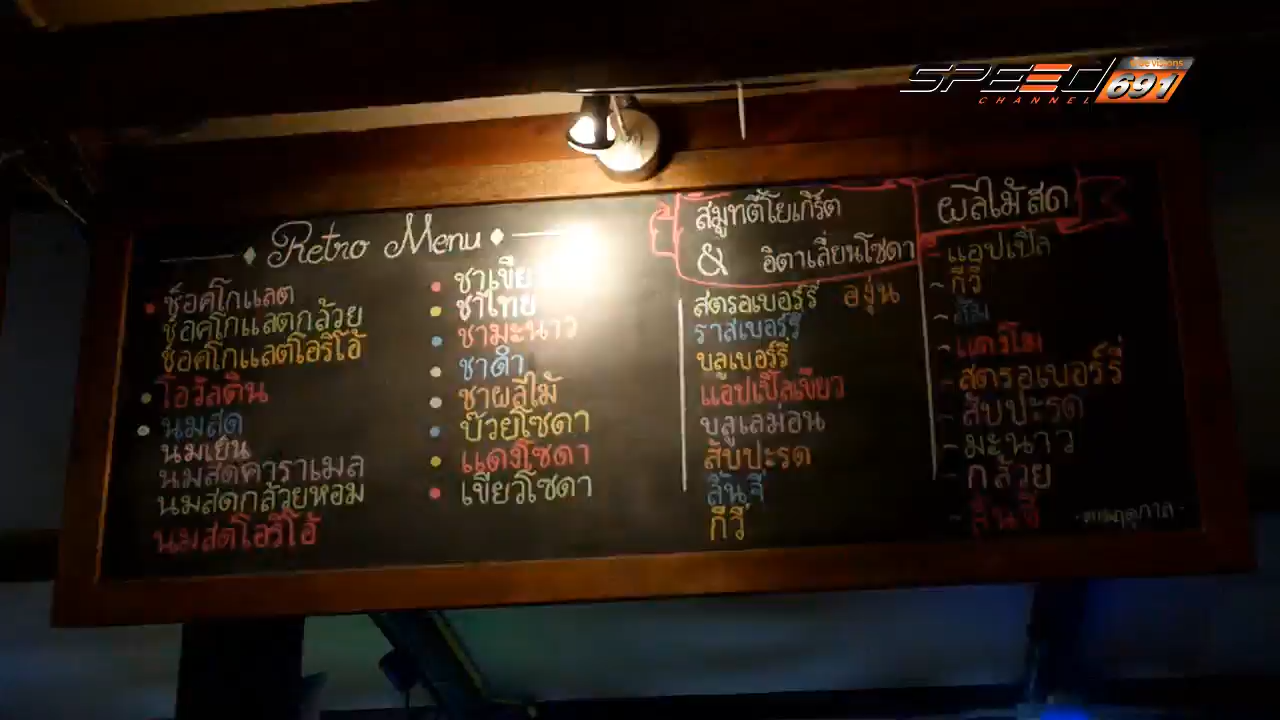 SPEED
CHANNEL
True Visions
691
Retro Menu
ช็อคโกแลต
ช็อคโกแลตกล้วย
ช็อคโกแลตโอริโอ้
โอวัลติน
นมสด
นมเย็น
นมสดคาราเมล
นมสดกล้วยหอม
นมสดโอริโอ้
ชาเขีย
ชาไทย
ชามะนาว
ชาดำ
ชาผลไม้
บ๊วยโซดา
แดงโซดา
เขียวโซดา
สมูทตี้โยเกิร์ต
& อิตาเลี่ยนโซดา
สตรอเบอร์รี่ องุ่น
ราสเบอร์รี่
บลูเบอร์รี่
แอปเปิ้ลเขียว
บลูเลม่อน
สับปะรด
ลิ้นจี่
กีวี
ผลไม้สด
- แอปเปิ้ล
- กีวี
- ส้ม
- แตงโม
- สตรอเบอร์รี่
- สับปะรด
- มะนาว
- กล้วย
- ลิ้นจี่
- ตามฤดูกาล -